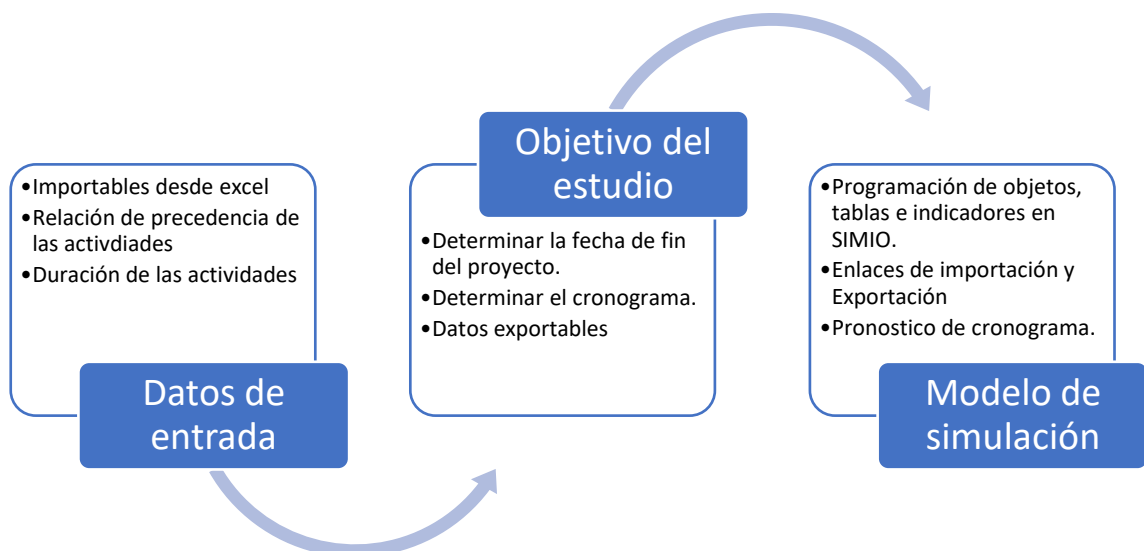 •Importables desde excel
•Relación de precedencia de
las activdiades
•Duración de las actividades
Datos de
entrada
Objetivo del
estudio
•Determinar la fecha de fin
del proyecto.
•Determinar el cronograma.
•Datos exportables
•Programación de objetos,
tablas e indicadores en
SIMIO.
•Enlaces de importación y
Exportación
•Pronostico de cronograma.
Modelo de
simulación